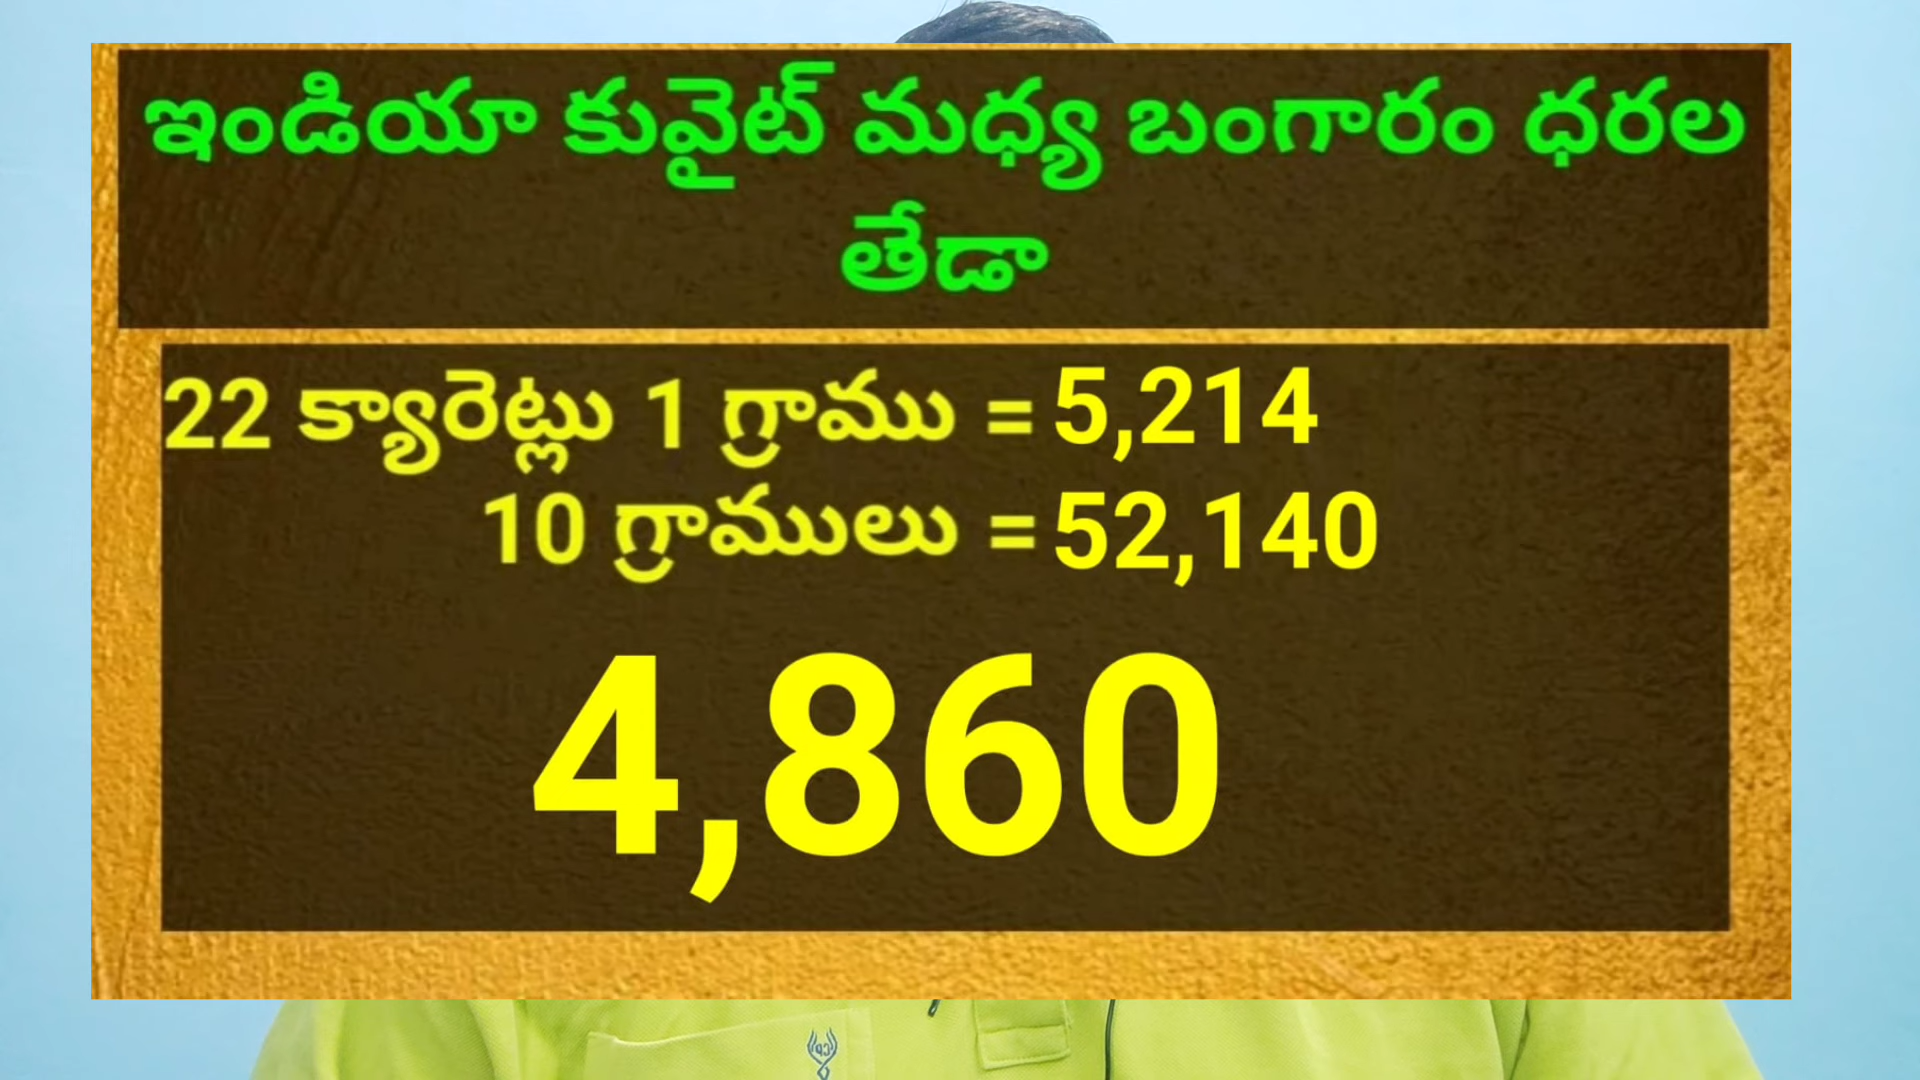 ఇండియా కువైట్ మధ్య బంగారం ధరల
తేడా
22 క్యారెట్లు 1 గ్రాము = 5,214
10 గ్రాములు = 52,140
4,860